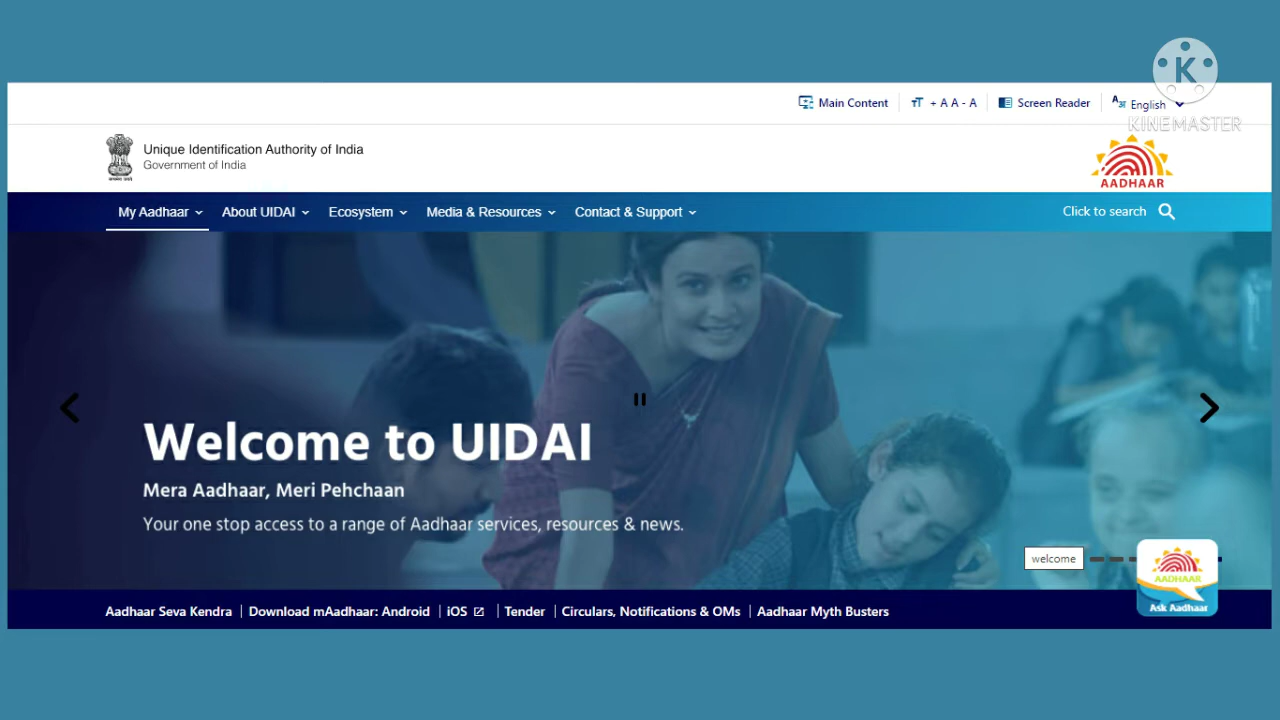 Main Content
TT + A A - A
Screen Reader
English
K
KINEMASTER
Unique Identification Authority of India
Government of India
AADHAAR
My Aadhaar
About UIDAI
Ecosystem
Media & Resources
Contact & Support
Click to search
Welcome to UIDAI
Mera Aadhaar, Meri Pehchaan
Your one stop access to a range of Aadhaar services, resources & news.
welcome
AADHAAR
Ask Aadhaar
Aadhaar Seva Kendra | Download mAadhaar: Android | iOS | Tender | Circulars, Notifications & OMs | Aadhaar Myth Busters